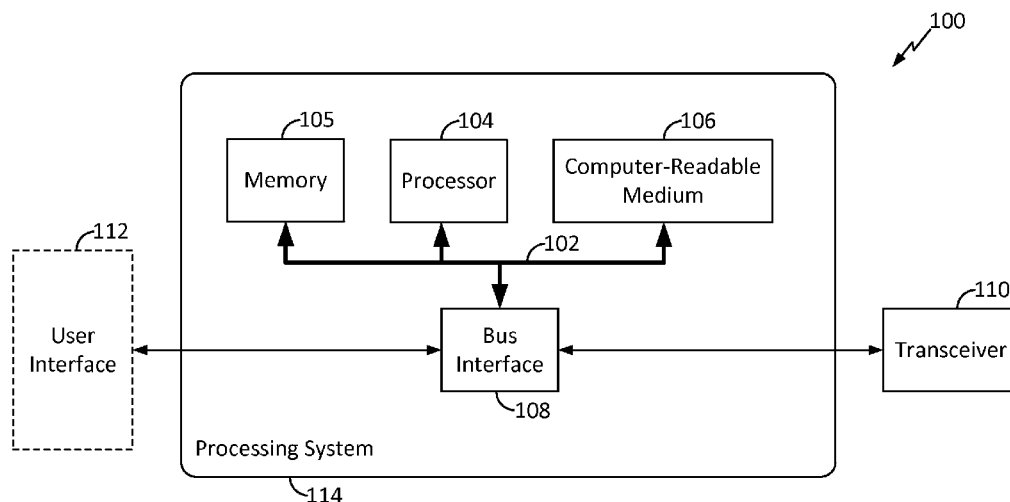 100
105
104
106
Memory
Processor
Computer-Readable
Medium
112
102
110
User
Interface
Bus
Interface
Transceiver
108
Processing System
114